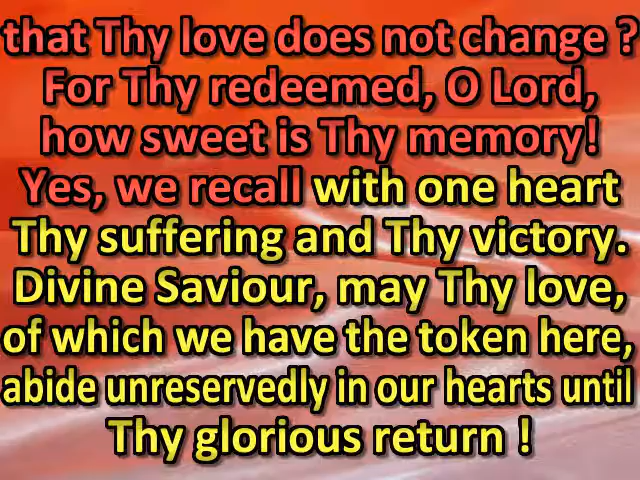 that Thy love does not change ?
For Thy redeemed, O Lord,
how sweet is Thy memory!
Yes, we recall with one heart
Thy suffering and Thy victory.
Divine Saviour, may Thy love,
of which we have the token here,
abide unreservedly in our hearts until
Thy glorious return !